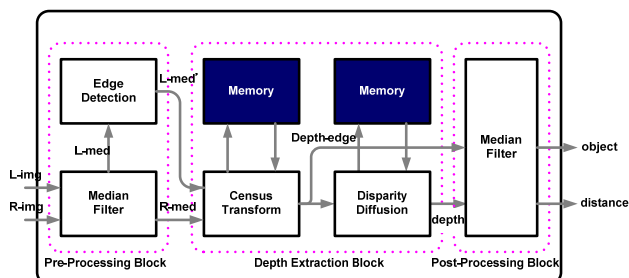 Edge
Detection
L-med'
Memory
Memory
Depth-edge
Median
Filter
object
L-med
L-img
R-img
Median
Filter
R-med
Census
Transform
Disparity
Diffusion
depth
distance
Pre-Processing Block
Depth Extraction Block
Post-Processing Block